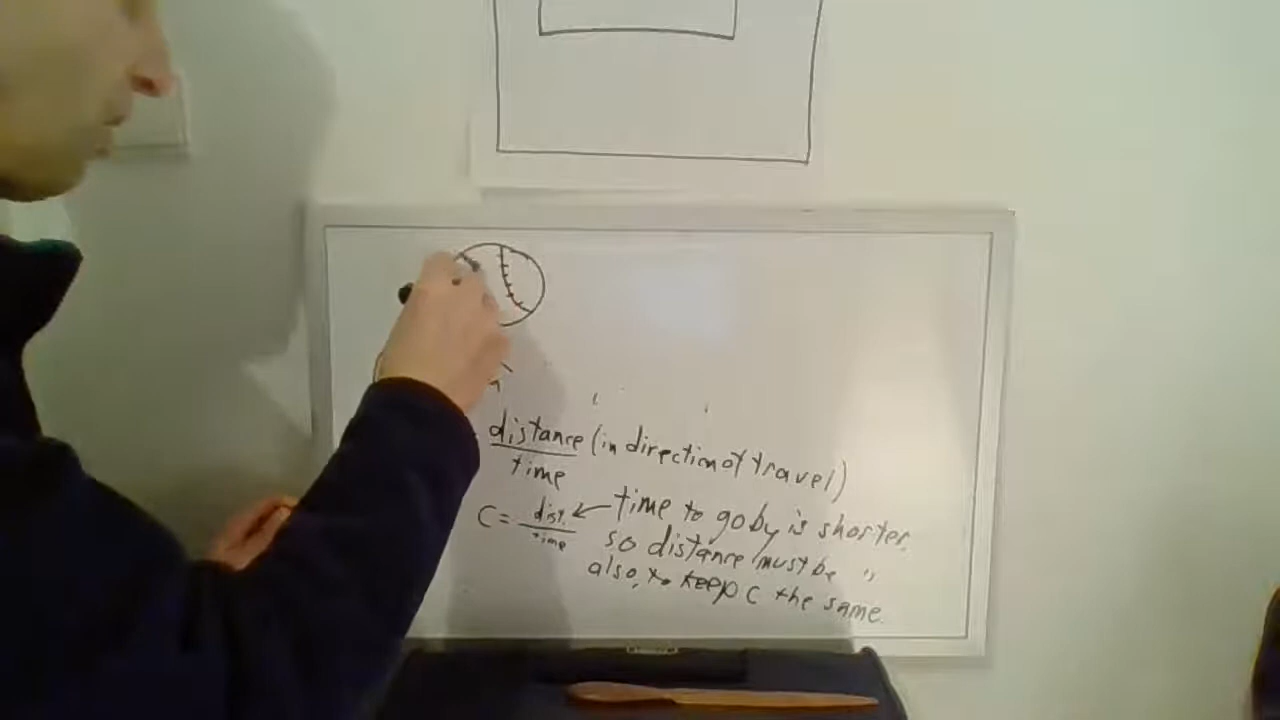 distance (in direction of travel)
time
C = dist. ← time to go by is shorter,
time so distance must be "
also, to keep C the same.